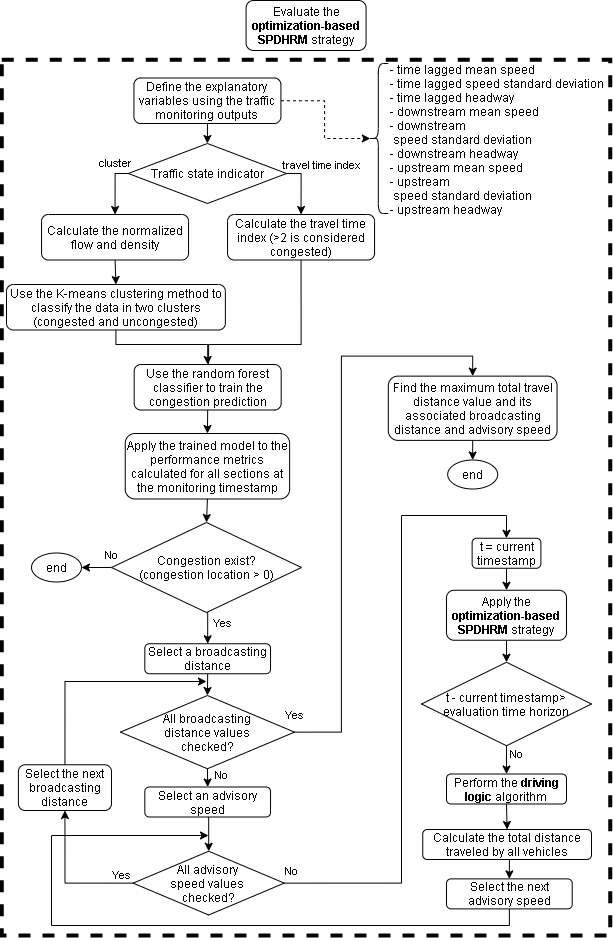 Evaluate the
optimization-based
SPDHRM strategy
Define the explanatory
variables using the traffic
monitoring outputs
- time lagged mean speed
- time lagged speed standard deviation
- time lagged headway
- downstream mean speed
- downstream
speed standard deviation
- downstream headway
- upstream mean speed
- upstream
speed standard deviation
- upstream headway
cluster
Traffic state indicator
travel time index
Calculate the normalized
flow and density
Calculate the travel time
index (>2 is considered
congested)
Use the K-means clustering method to
classify the data in two clusters
(congested and uncongested)
Use the random forest
classifier to train the
congestion prediction
Apply the trained model to the
performance metrics
calculated for all sections at
the monitoring timestamp
Find the maximum total travel
distance value and its
associated broadcasting
distance and advisory speed
end
Congestion exist?
(congestion location > 0)
No
end
Yes
Select a broadcasting
distance
All broadcasting
distance values
checked?
Yes
No
Select the next
broadcasting
distance
Select an advisory
speed
All advisory
speed values
checked?
Yes
No
t = current
timestamp
Apply the
optimization-based
SPDHRM strategy
t - current timestamp>
evaluation time horizon
No
Perform the driving
logic algorithm
Calculate the total distance
traveled by all vehicles
Select the next
advisory speed